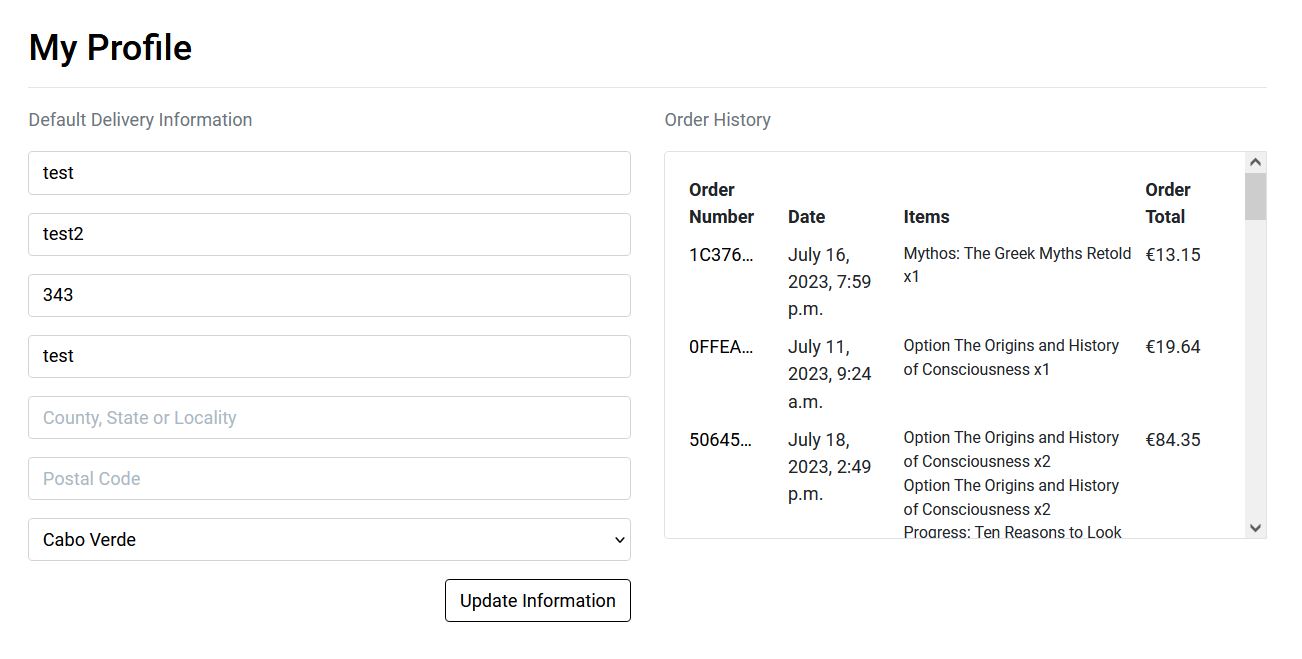 My Profile
Default Delivery Information
test
test2
343
test
County, State or Locality
Postal Code
Cabo Verde
Update Information
Order History
Order Number Date Items Order Total
1C376... July 16, 2023, 7:59 p.m. Mythos: The Greek Myths Retold x1 €13.15
0FFEA... July 11, 2023, 9:24 a.m. Option The Origins and History of Consciousness x1 €19.64
50645... July 18, 2023, 2:49 p.m. Option The Origins and History of Consciousness x2 €84.35
Option The Origins and History of Consciousness x2
Progress: Ten Reasons to Look